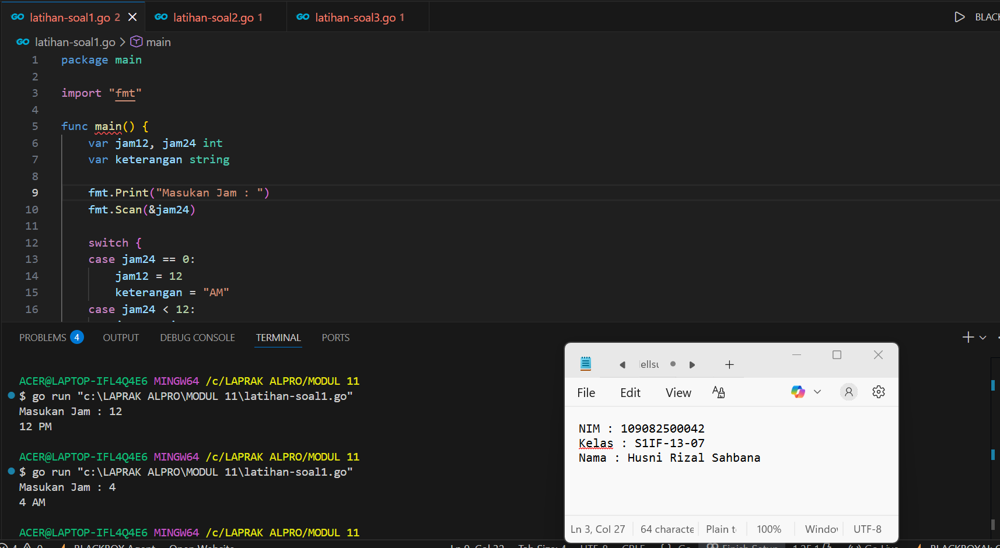 GO latihan-soal1.go 2 GO latihan-soal2.go 1 GO latihan-soal3.go 1
GO latihan-soal1.go > main
1 package main
2
3 import "fmt"
4
5 func main() {
6 var jam12, jam24 int
7 var keterangan string
8
9 fmt.Print("Masukan Jam : ")
10 fmt.Scan(&jam24)
11
12 switch {
13 case jam24 == 0:
14 jam12 = 12
15 keterangan = "AM"
16 case jam24 < 12:
PROBLEMS 4 OUTPUT DEBUG CONSOLE TERMINAL PORTS
ACER@LAPTOP-IFL4Q4E6 MINGW64 /c/LAPRAK ALPRO/MODUL 11
$ go run "c:\LAPRAK ALPRO\MODUL 11\latihan-soal1.go"
Masukan Jam : 12
12 PM
ACER@LAPTOP-IFL4Q4E6 MINGW64 /c/LAPRAK ALPRO/MODUL 11
$ go run "c:\LAPRAK ALPRO\MODUL 11\latihan-soal1.go"
Masukan Jam : 4
4 AM
ACER@LAPTOP-IFL4Q4E6 MINGW64 /c/LAPRAK ALPRO/MODUL 11
File Edit View
NIM : 109082500042
Kelas : S1IF-13-07
Nama : Husni Rizal Sahbana
Ln 3, Col 27 64 characte Plain 100% Window UTF-8